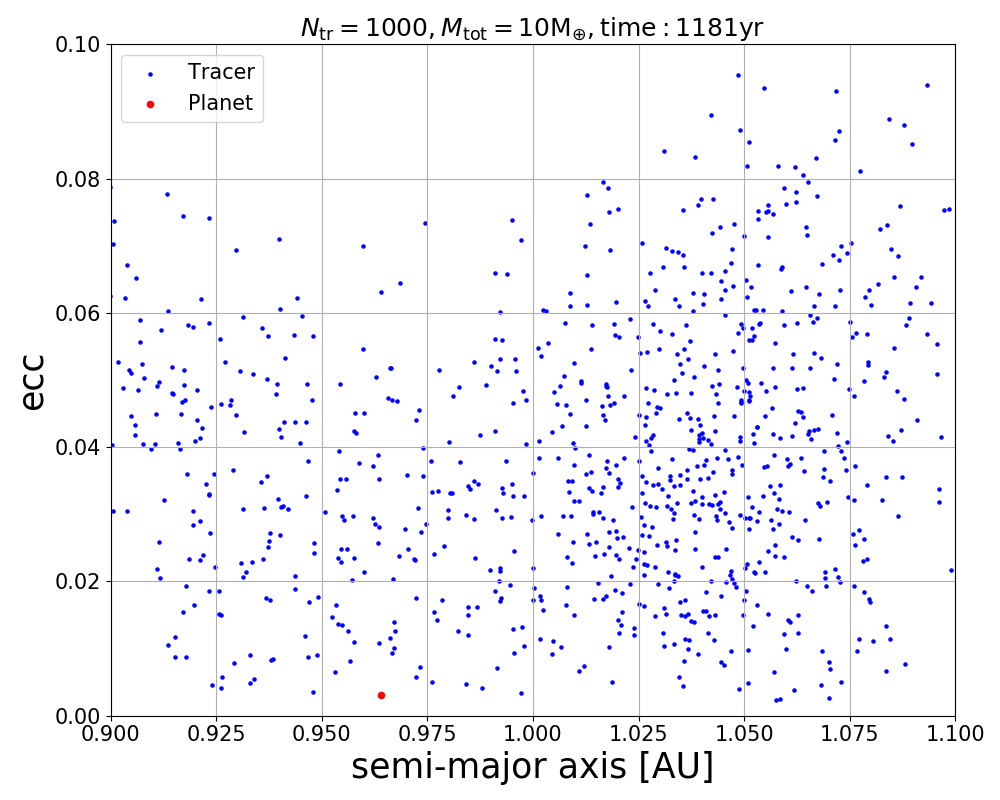 N_tr = 1000, M_tot = 10M_⊕, time : 1181yr
0.10
Tracer
Planet
0.08
0.06
ecc
0.04
0.02
0.00
0.900 0.925 0.950 0.975 1.000 1.025 1.050 1.075 1.100
semi-major axis [AU]